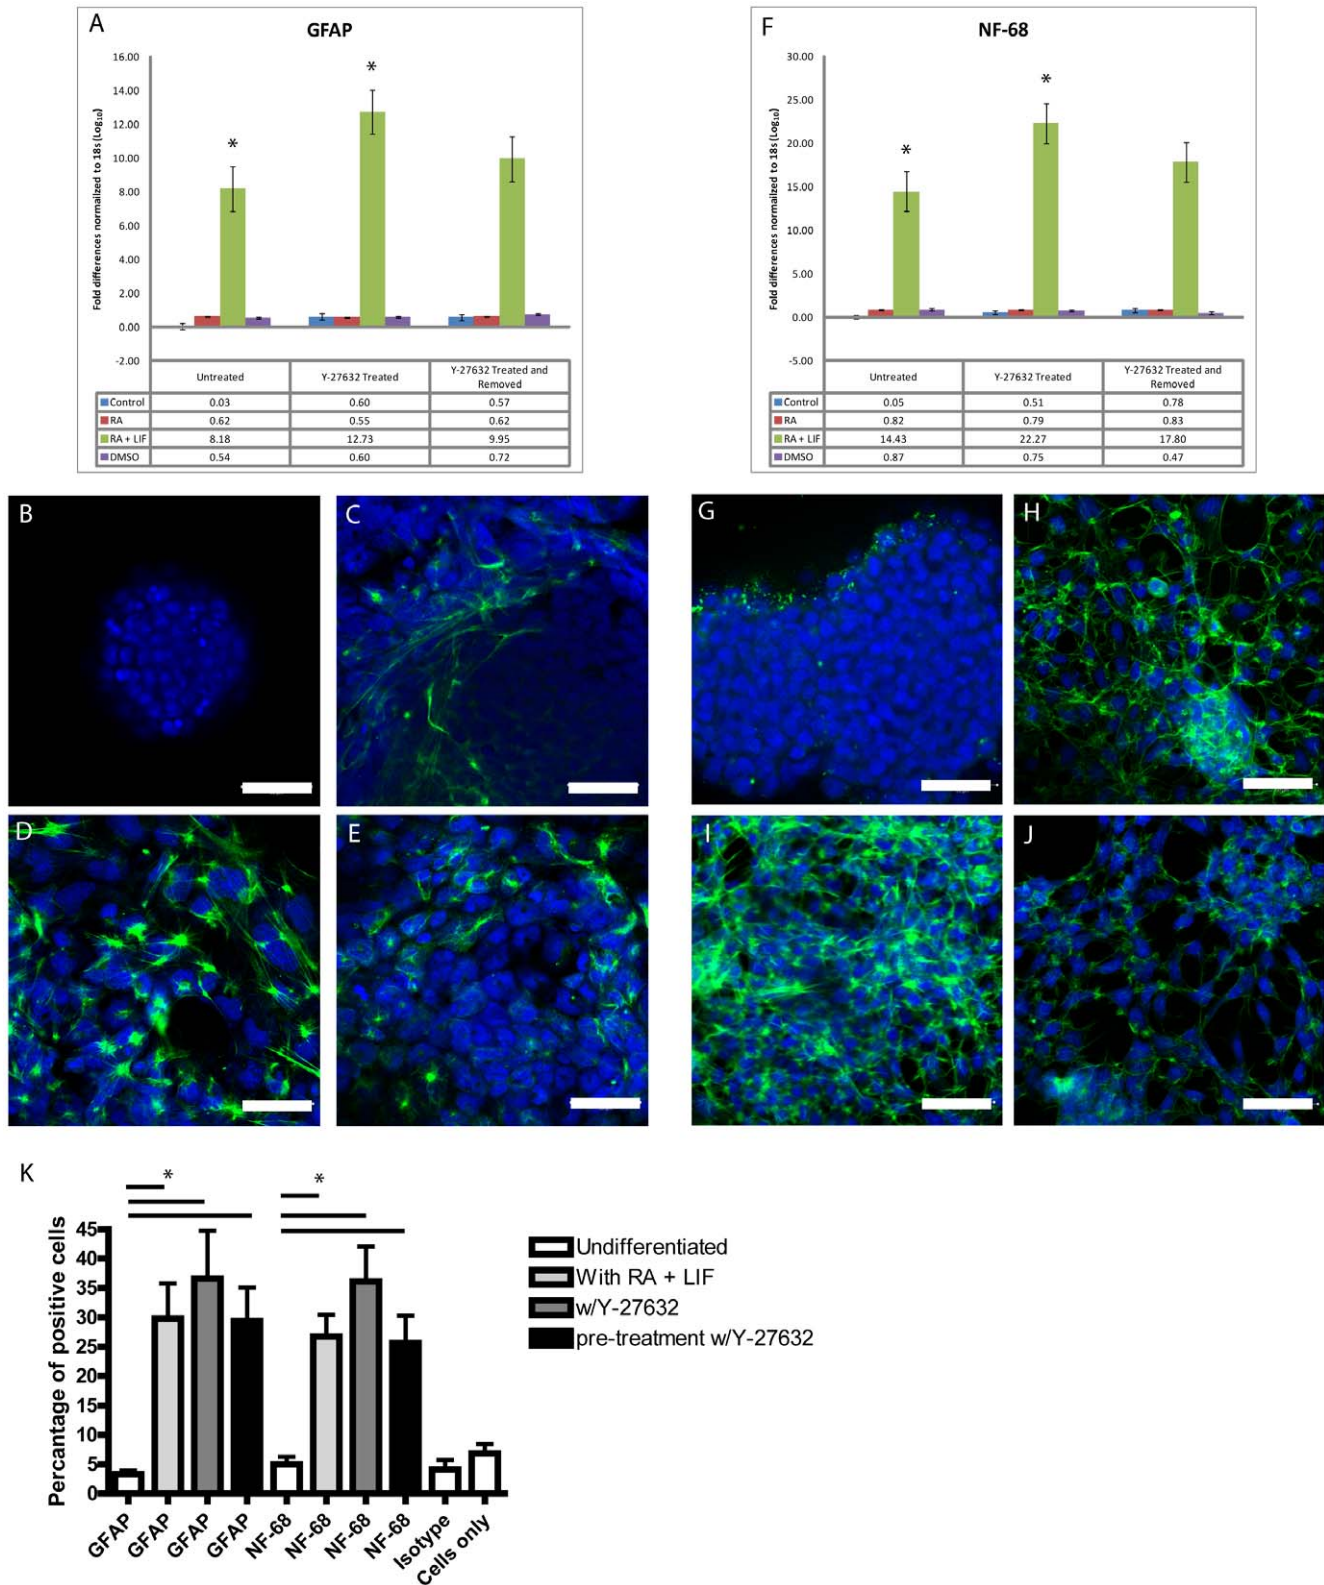 A
GFAP
Fold differences normalized to 18s (Log10)
16.00
14.00
12.00
10.00
8.00
6.00
4.00
2.00
0.00
-2.00
*
*
Untreated Y-27632 Treated Y-27632 Treated and
Removed
Control 0.03 0.60 0.57
RA 0.62 0.55 0.62
RA + LIF 8.18 12.73 9.95
DMSO 0.54 0.60 0.72
F
NF-68
Fold differences normailzed to 18s (Log10)
30.00
25.00
20.00
15.00
10.00
5.00
0.00
-5.00
*
*
Untreated Y-27632 Treated Y-27632 Treated and
Removed
Control 0.05 0.51 0.78
RA 0.82 0.79 0.83
RA + LIF 14.43 22.27 17.80
DMSO 0.87 0.75 0.47
B
C
G
H
D
E
I
J
K
*
*
Percantage of positive cells
45
40
35
30
25
20
15
10
5
0
GFAP GFAP GFAP GFAP NF-68 NF-68 NF-68 NF-68 Isotype Cells only
Undifferentiated
With RA + LIF
w/Y-27632
pre-treatment w/Y-27632